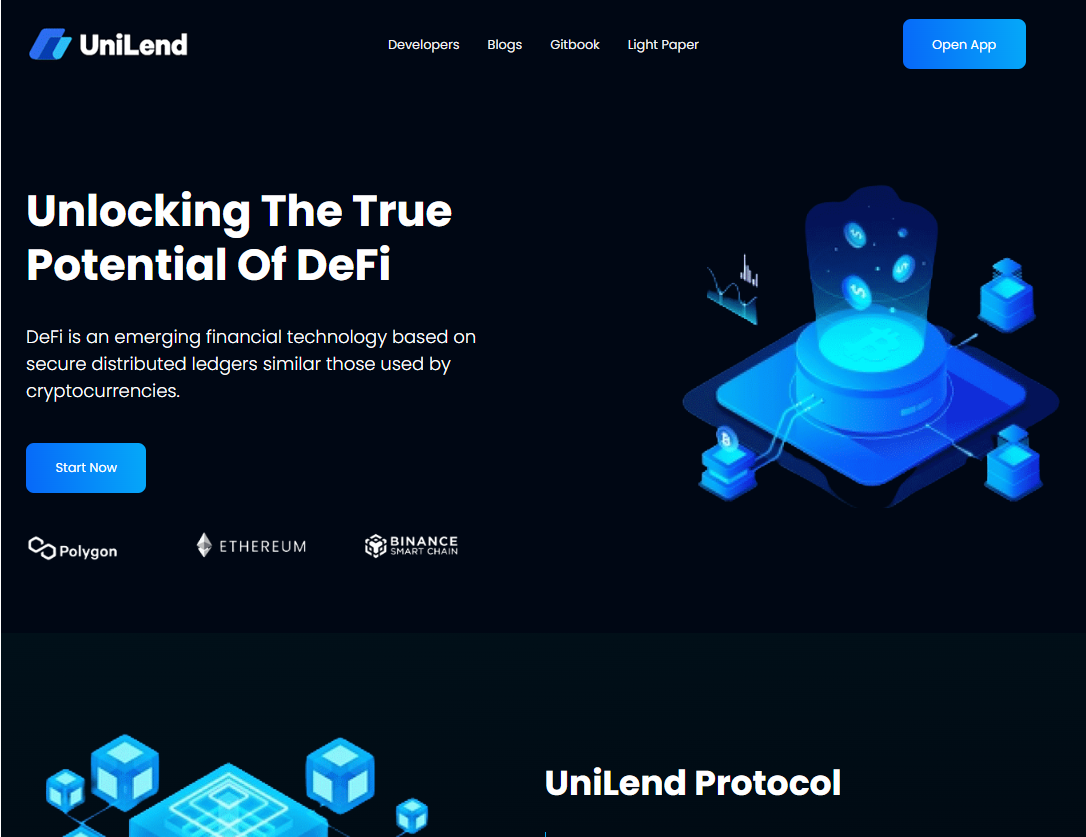 UniLend
Developers Blogs Gitbook Light Paper
Open App
Unlocking The True
Potential Of DeFi
DeFi is an emerging financial technology based on
secure distributed ledgers similar those used by
cryptocurrencies.
Start Now
Polygon
ETHEREUM
BINANCE
SMART CHAIN
UniLend Protocol